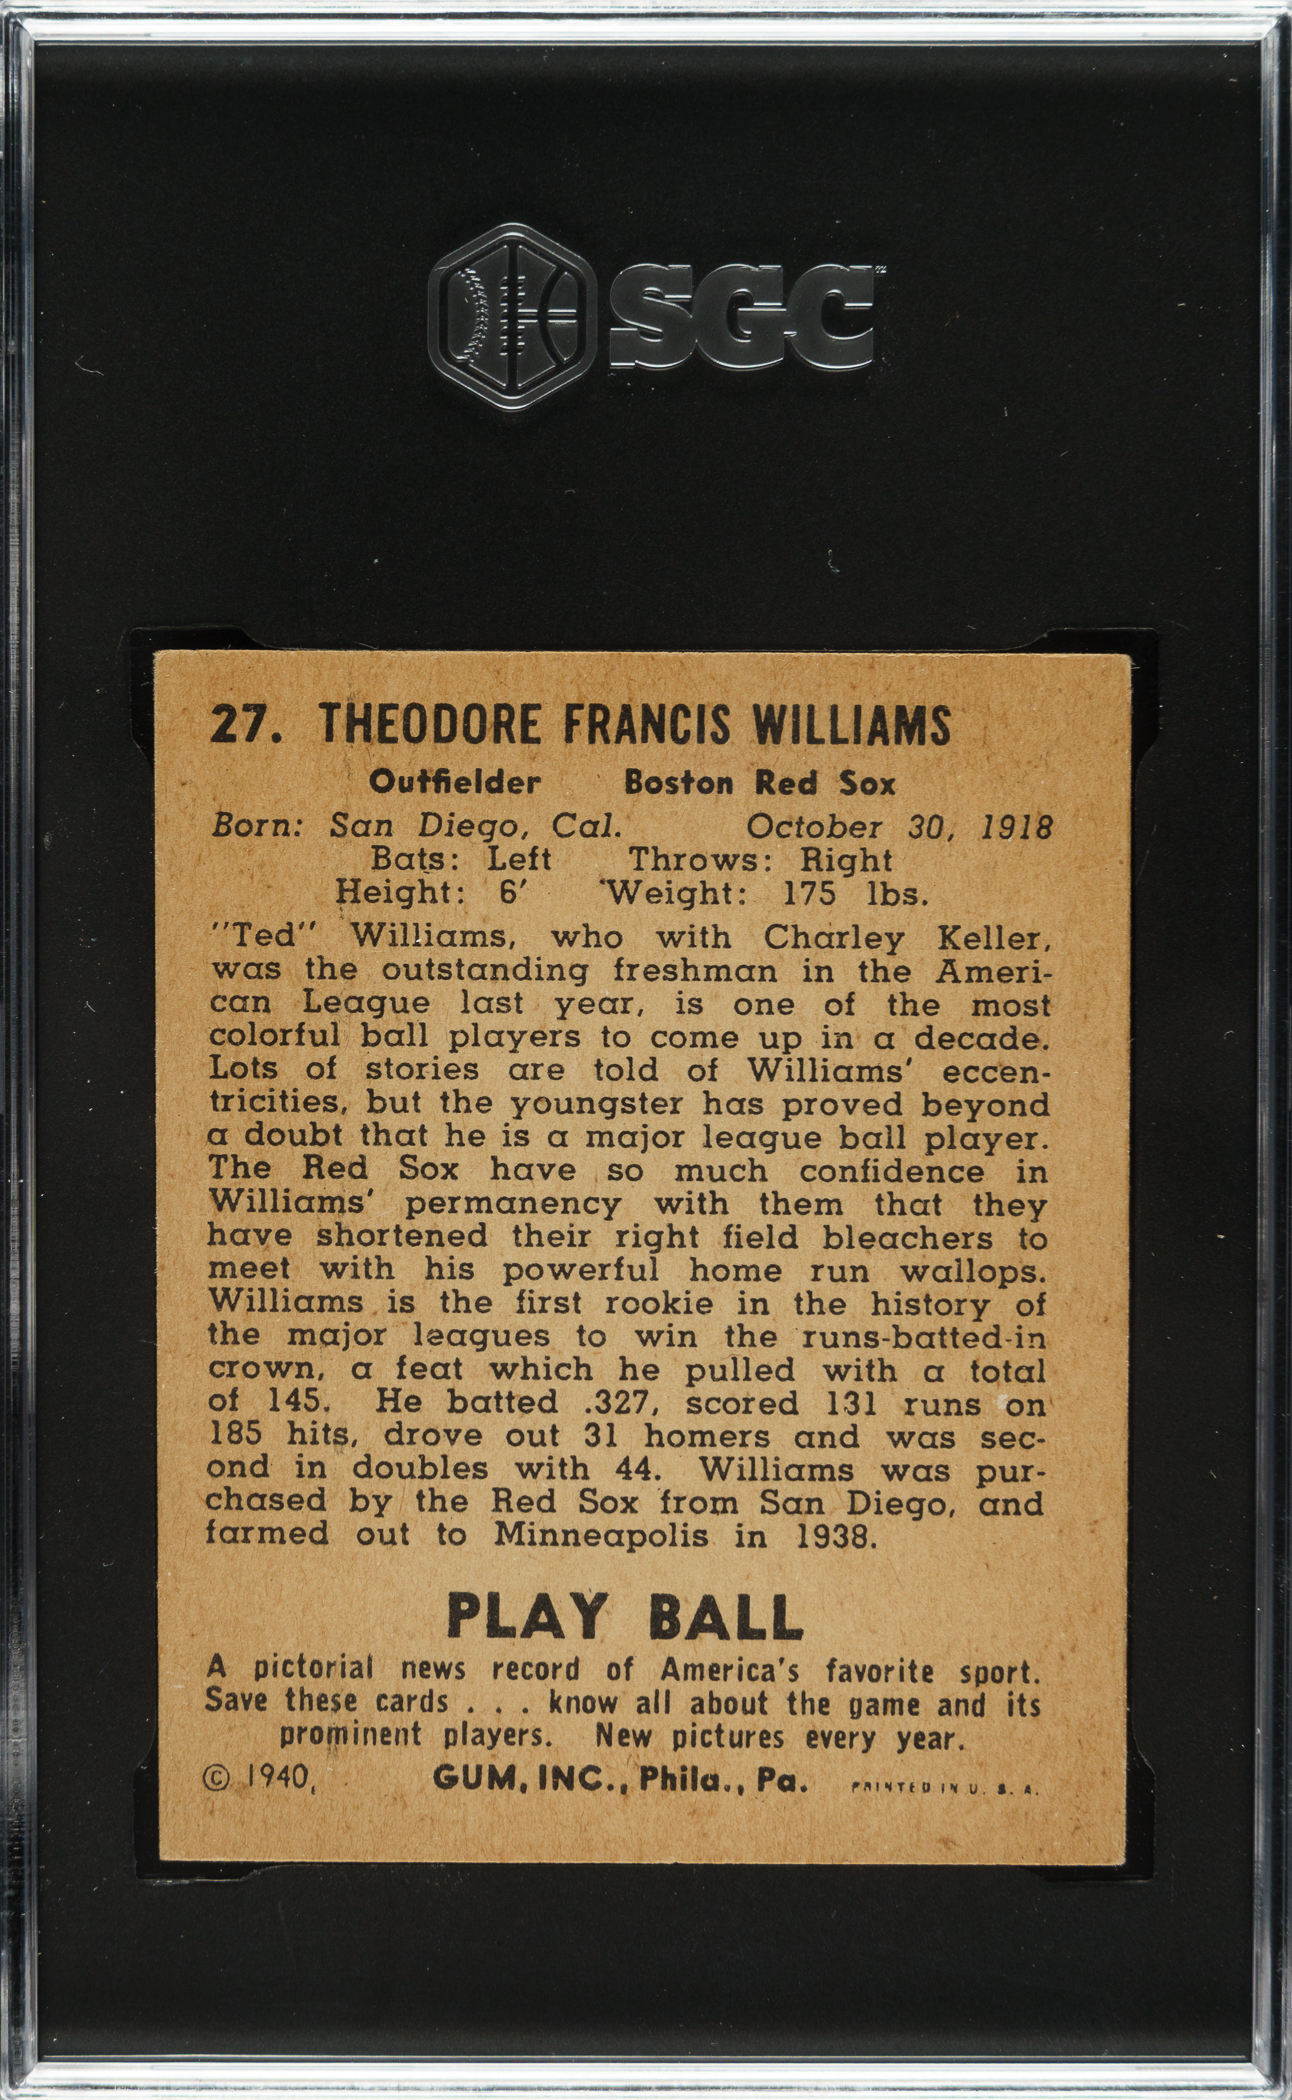 SGC
27. THEODORE FRANCIS WILLIAMS
Outfielder Boston Red Sox
Born: San Diego, Cal. October 30, 1918
Bats: Left Throws: Right
Height: 6′ Weight: 175 lbs.
"Ted" Williams, who with Charley Keller,
was the outstanding freshman in the Ameri-
can League last year, is one of the most
colorful ball players to come up in a decade.
Lots of stories are told of Williams' eccen-
tricities, but the youngster has proved beyond
a doubt that he is a major league ball player.
The Red Sox have so much confidence in
Williams' permanency with them that they
have shortened their right field bleachers to
meet with his powerful home run wallops.
Williams is the first rookie in the history of
the major leagues to win the runs-batted-in
crown, a feat which he pulled with a total
of 145. He batted .327, scored 131 runs on
185 hits, drove out 31 homers and was sec-
ond in doubles with 44. Williams was pur-
chased by the Red Sox from San Diego, and
farmed out to Minneapolis in 1938.
PLAY BALL
A pictorial news record of America's favorite sport.
Save these cards . . . know all about the game and its
prominent players. New pictures every year.
© 1940, GUM, INC., Phila., Pa. PRINTED IN U. S. A.